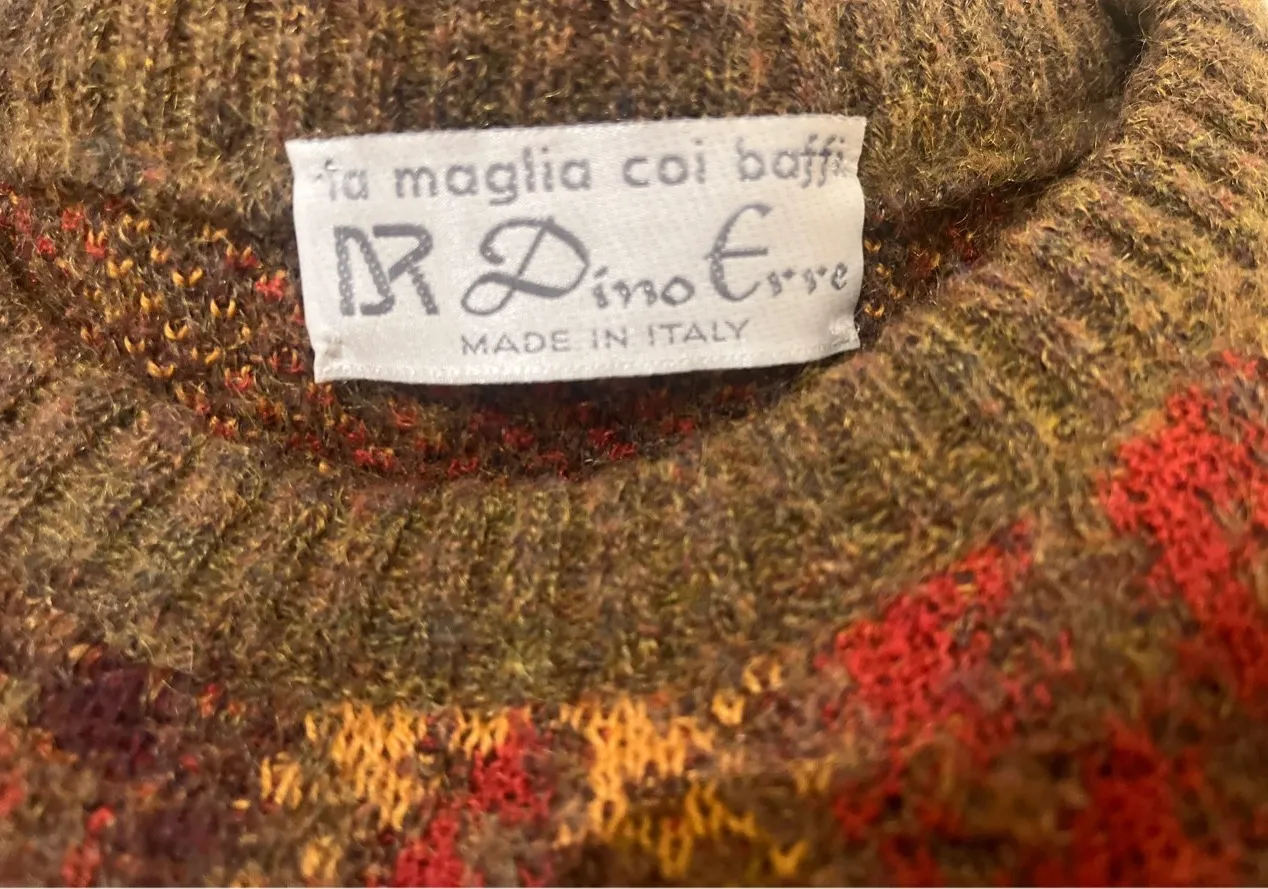 la maglia coi baffi
DR Dino Erre
MADE IN ITALY